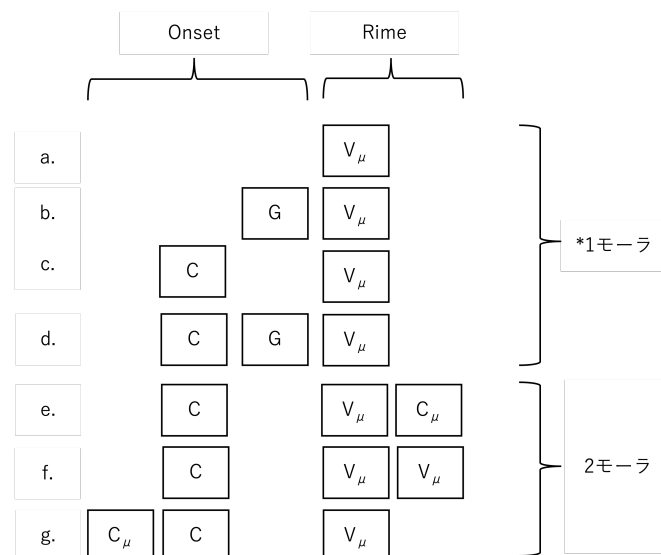 Onset Rime
a. Vμ
b. G Vμ
c. C Vμ
*1モーラ
d. C G Vμ
e. C Vμ Cμ
f. C Vμ Vμ
2モーラ
g. Cμ C Vμ